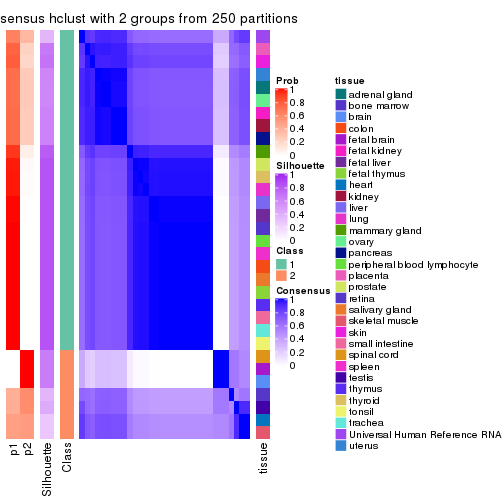 sensus hclust with 2 groups from 250 partitions
Prob
1
0.8
0.6
0.4
0.2
0
Silhouette
1
0.8
0.6
0.4
0.2
0
Class
1
2
Consensus
1
0.8
0.6
0.4
0.2
0
tissue
adrenal gland
bone marrow
brain
colon
fetal brain
fetal kidney
fetal liver
fetal thymus
heart
kidney
liver
lung
mammary gland
ovary
pancreas
peripheral blood lymphocyte
placenta
prostate
retina
salivary gland
skeletal muscle
skin
small intestine
spinal cord
spleen
testis
thymus
thyroid
tonsil
trachea
Universal Human Reference RNA
uterus
p1
p2
Silhouette
Class
tissue